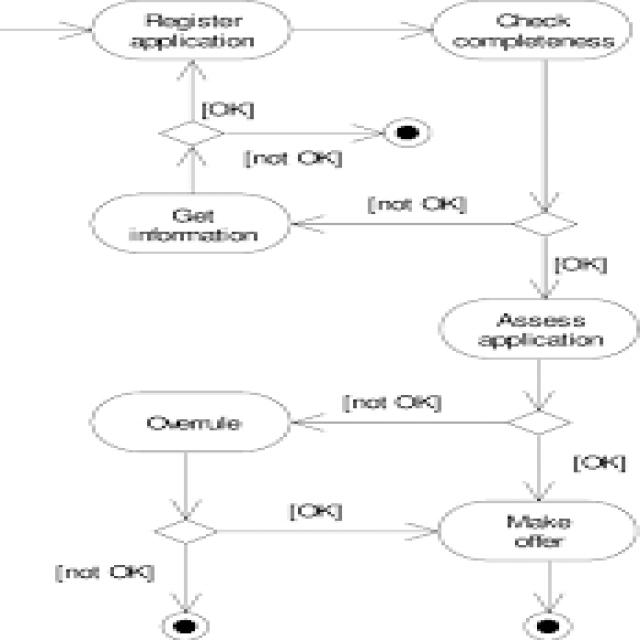 Register
application
Check
completeness
[OK]
[not OK]
[not OK]
Get
information
[OK]
Assess
application
[not OK]
Overrule
[OK]
[OK]
Make
offer
[not OK]